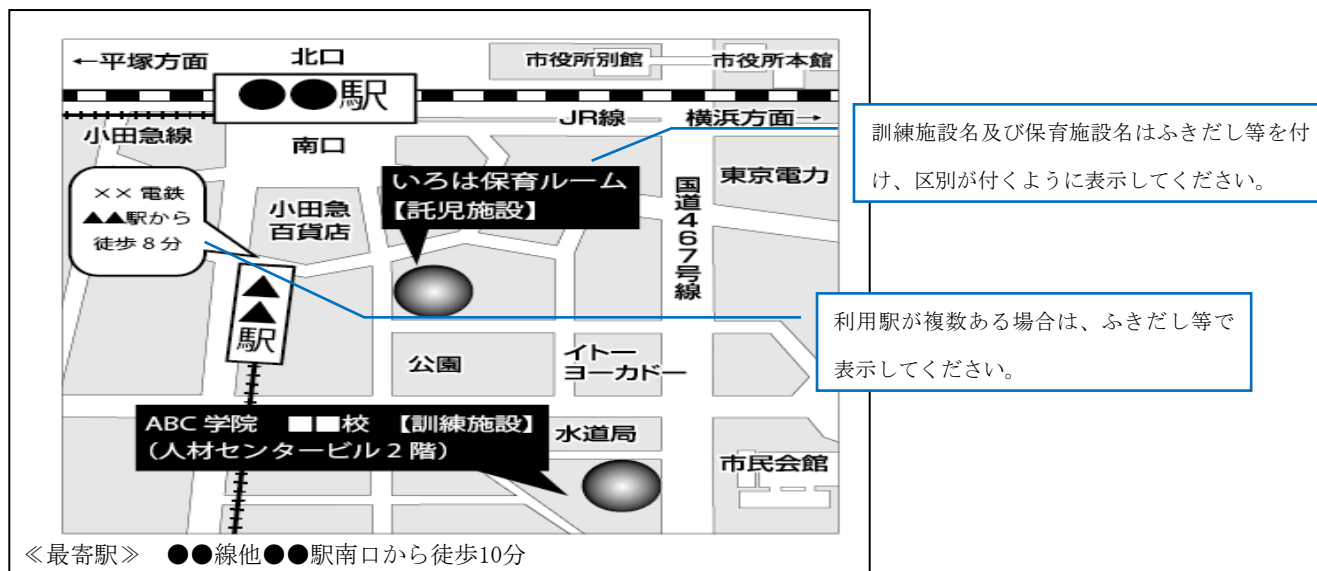 ←平塚方面
北口
市役所別館
市役所本館
●●駅
小田急線
JR線
横浜方面→
南口
訓練施設名及び保育施設名はふきだし等を付
け、区別が付くように表示してください。
××電鉄
▲▲駅から
徒歩8分
小田急
百貨店
いろは保育ルーム
【託児施設】
国道467号線
東京電力
▲▲駅
利用駅が複数ある場合は、ふきだし等で
表示してください。
公園
イトー
ヨーカドー
ABC学院　■■校　【訓練施設】
(人材センタービル2階)
水道局
市民会館
≪最寄駅≫　●●線他●●駅南口から徒歩10分